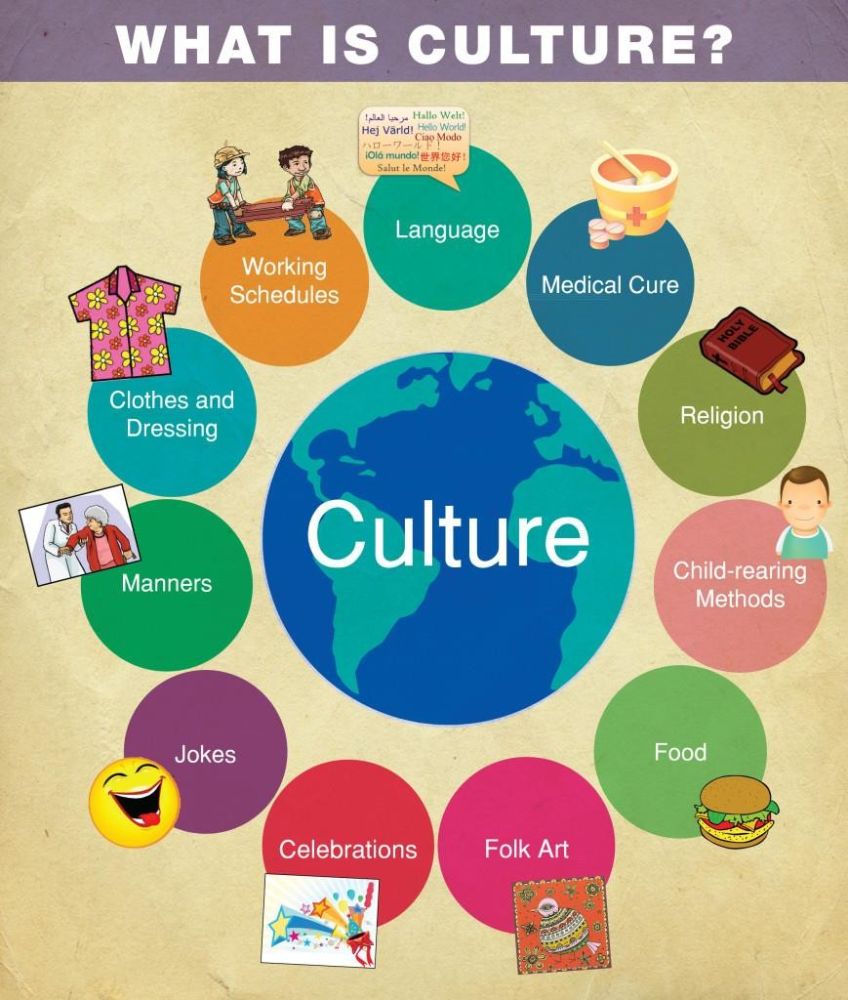 WHAT IS CULTURE?
مرحبا العالم!
Hallo Welt!
Hej Värld!
Hello World!
Ciao Modo
ハローワールド!
¡Olá mundo!
世界您好!
Salut le Monde!
Language
Working
Schedules
Medical Cure
Clothes and
Dressing
HOLY
BIBLE
Religion
Culture
Manners
Child-rearing
Methods
Jokes
Food
Celebrations
Folk Art